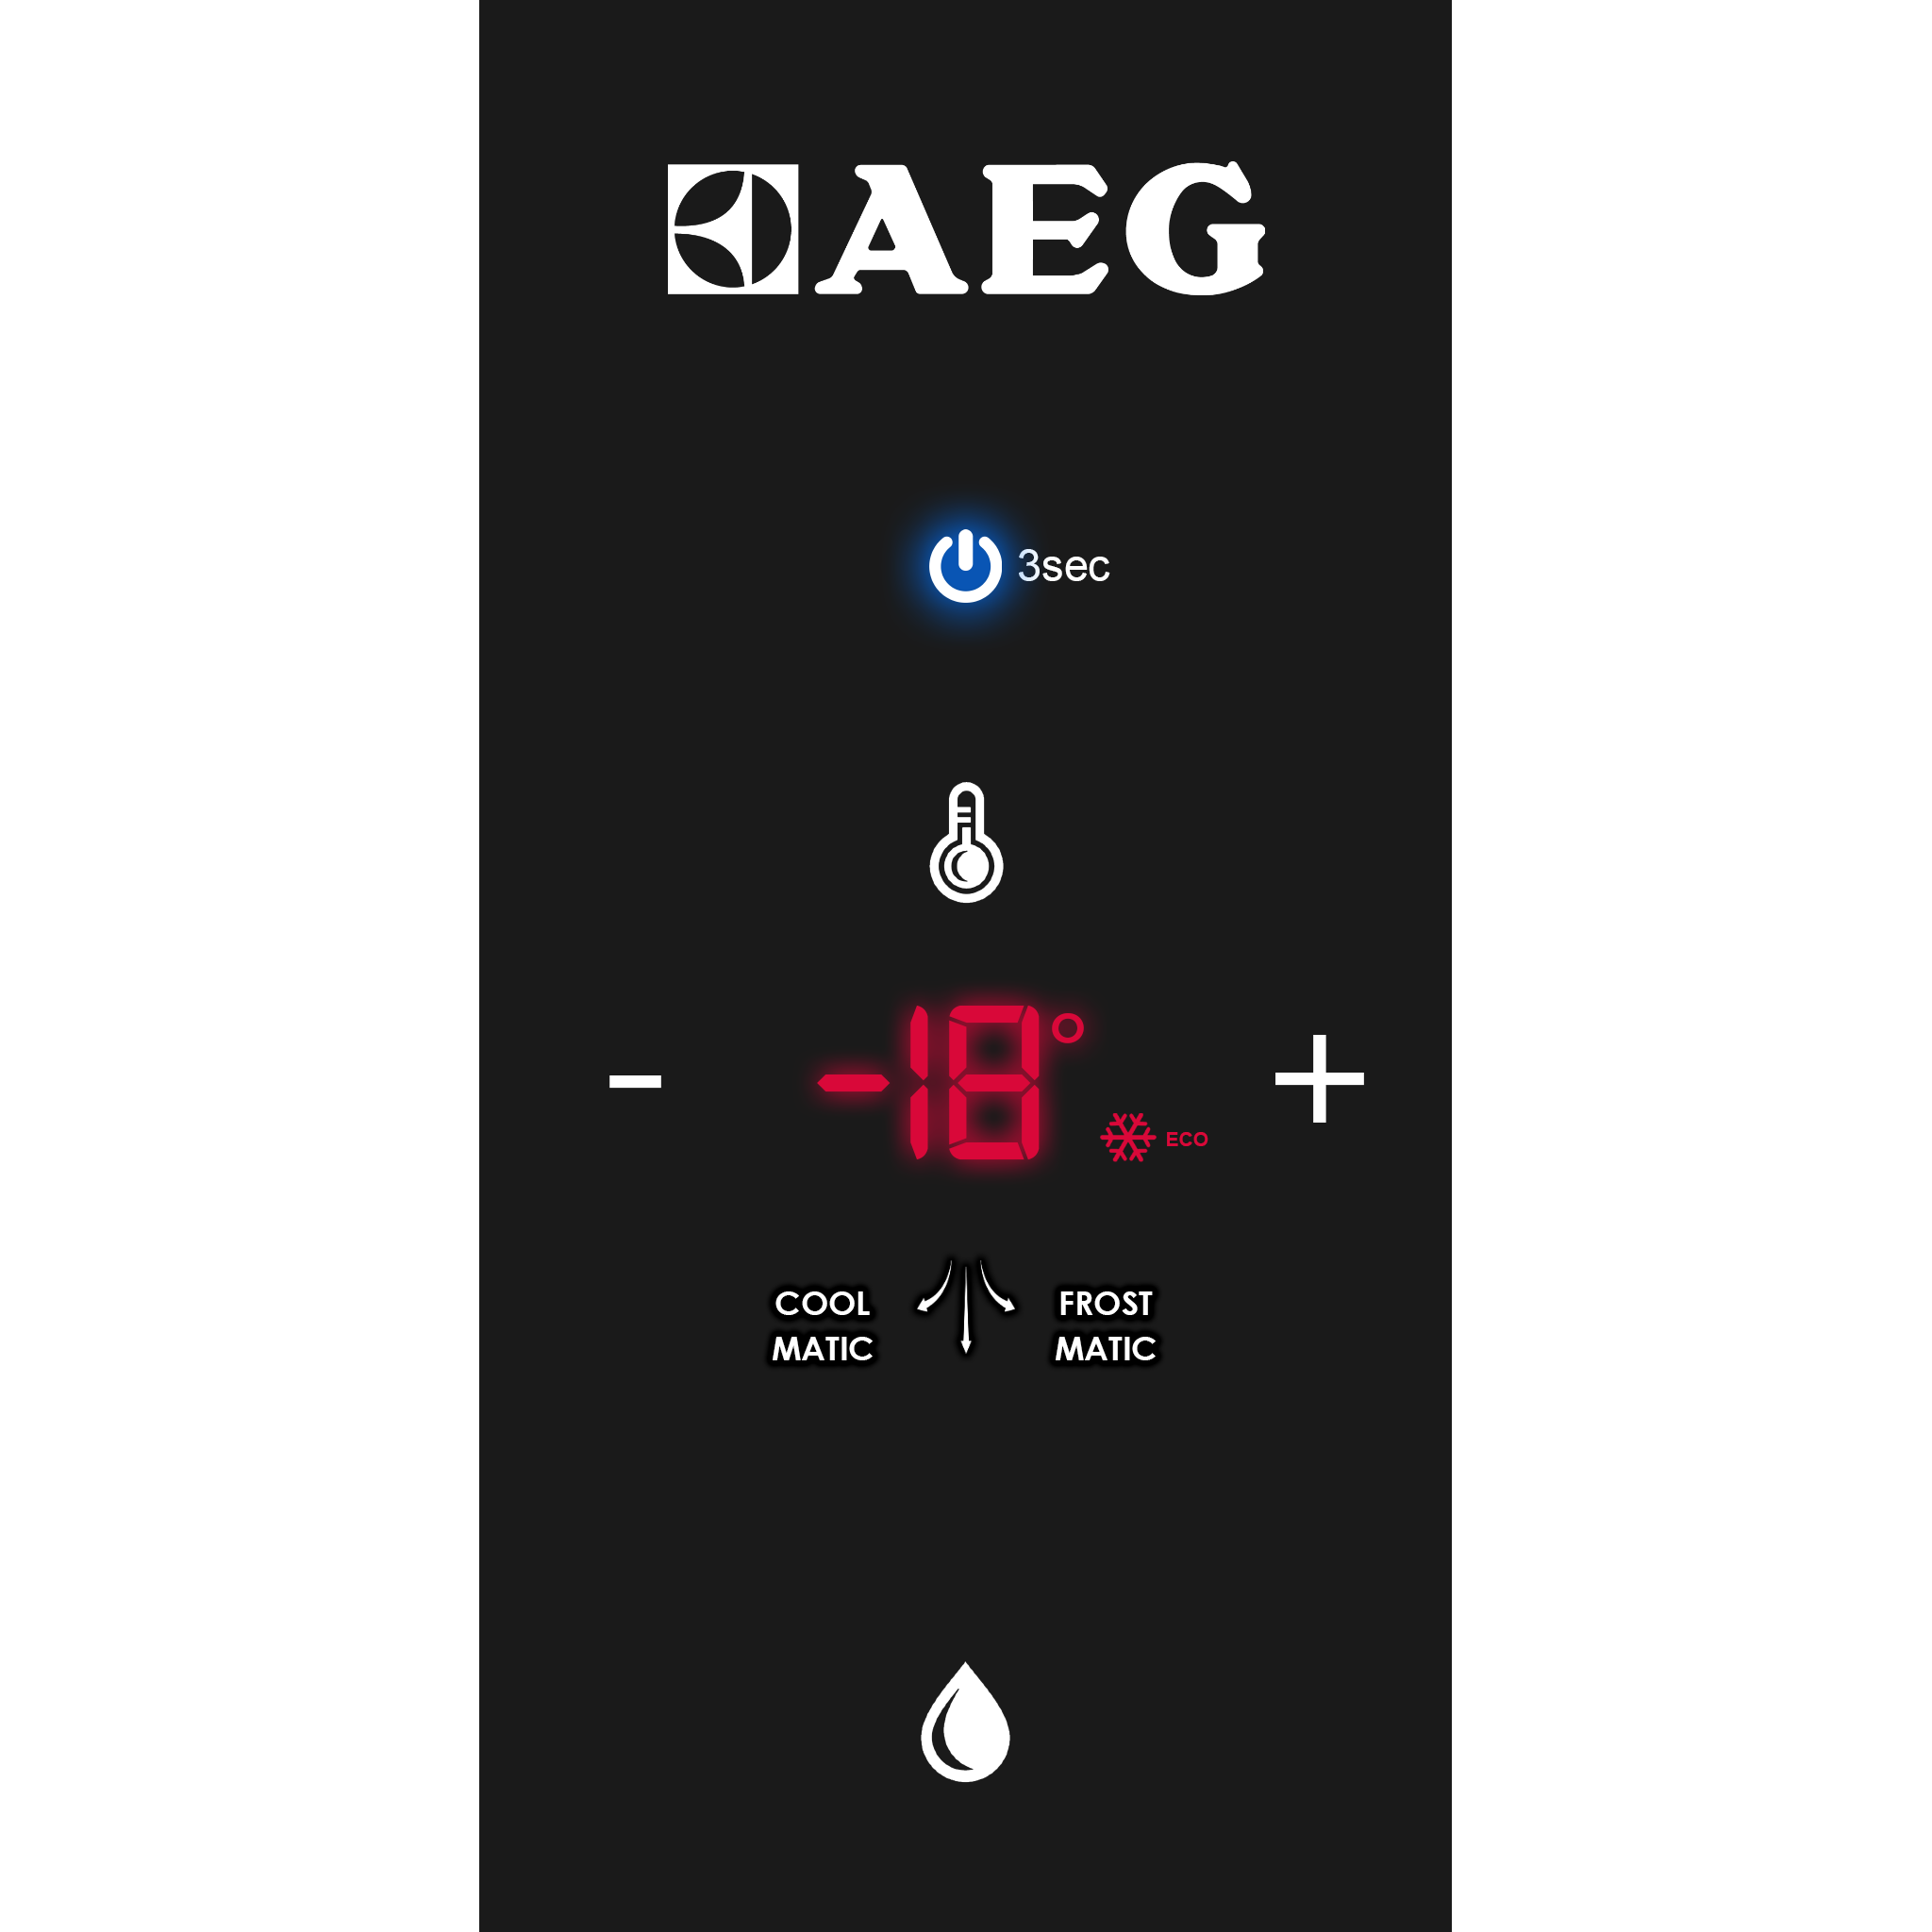 AEG
3sec
- -18° +
ECO
COOL FROST
MATIC MATIC